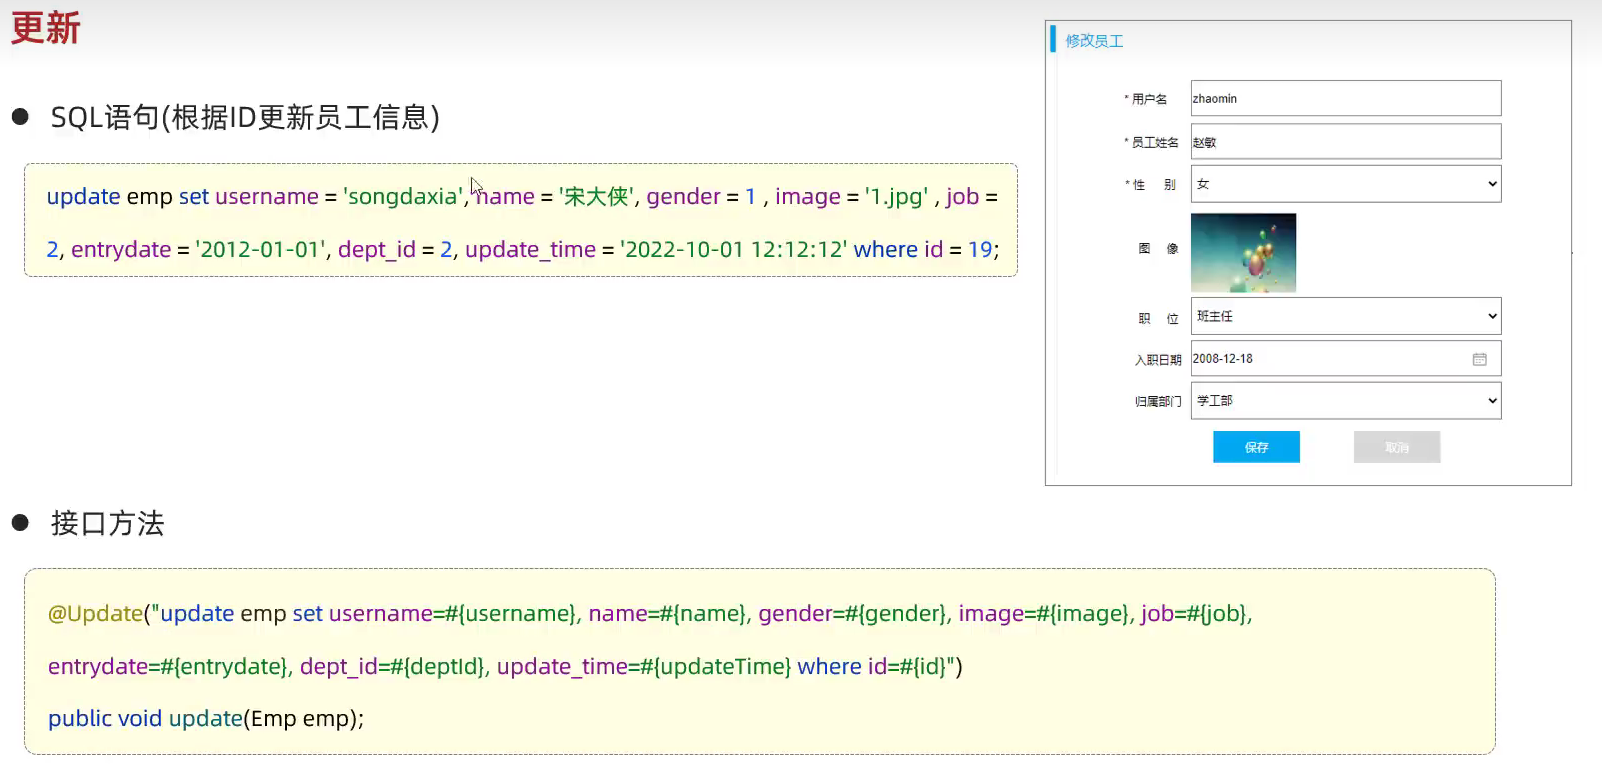 更新
SQL语句(根据ID更新员工信息)
update emp set username = 'songdaxia', name = '宋大侠', gender = 1 , image = '1.jpg' , job =
2, entrydate = '2012-01-01', dept_id = 2, update_time = '2022-10-01 12:12:12' where id = 19;
修改员工
* 用户名 zhaomin
* 员工姓名 赵敏
* 性 别 女
图 像
职 位 班主任
入职日期 2008-12-18
归属部门 学工部
保存 取消
接口方法
@Update("update emp set username=#{username}, name=#{name}, gender=#{gender}, image=#{image}, job=#{job},
entrydate=#{entrydate}, dept_id=#{deptId}, update_time=#{updateTime} where id=#{id}")
public void update(Emp emp);